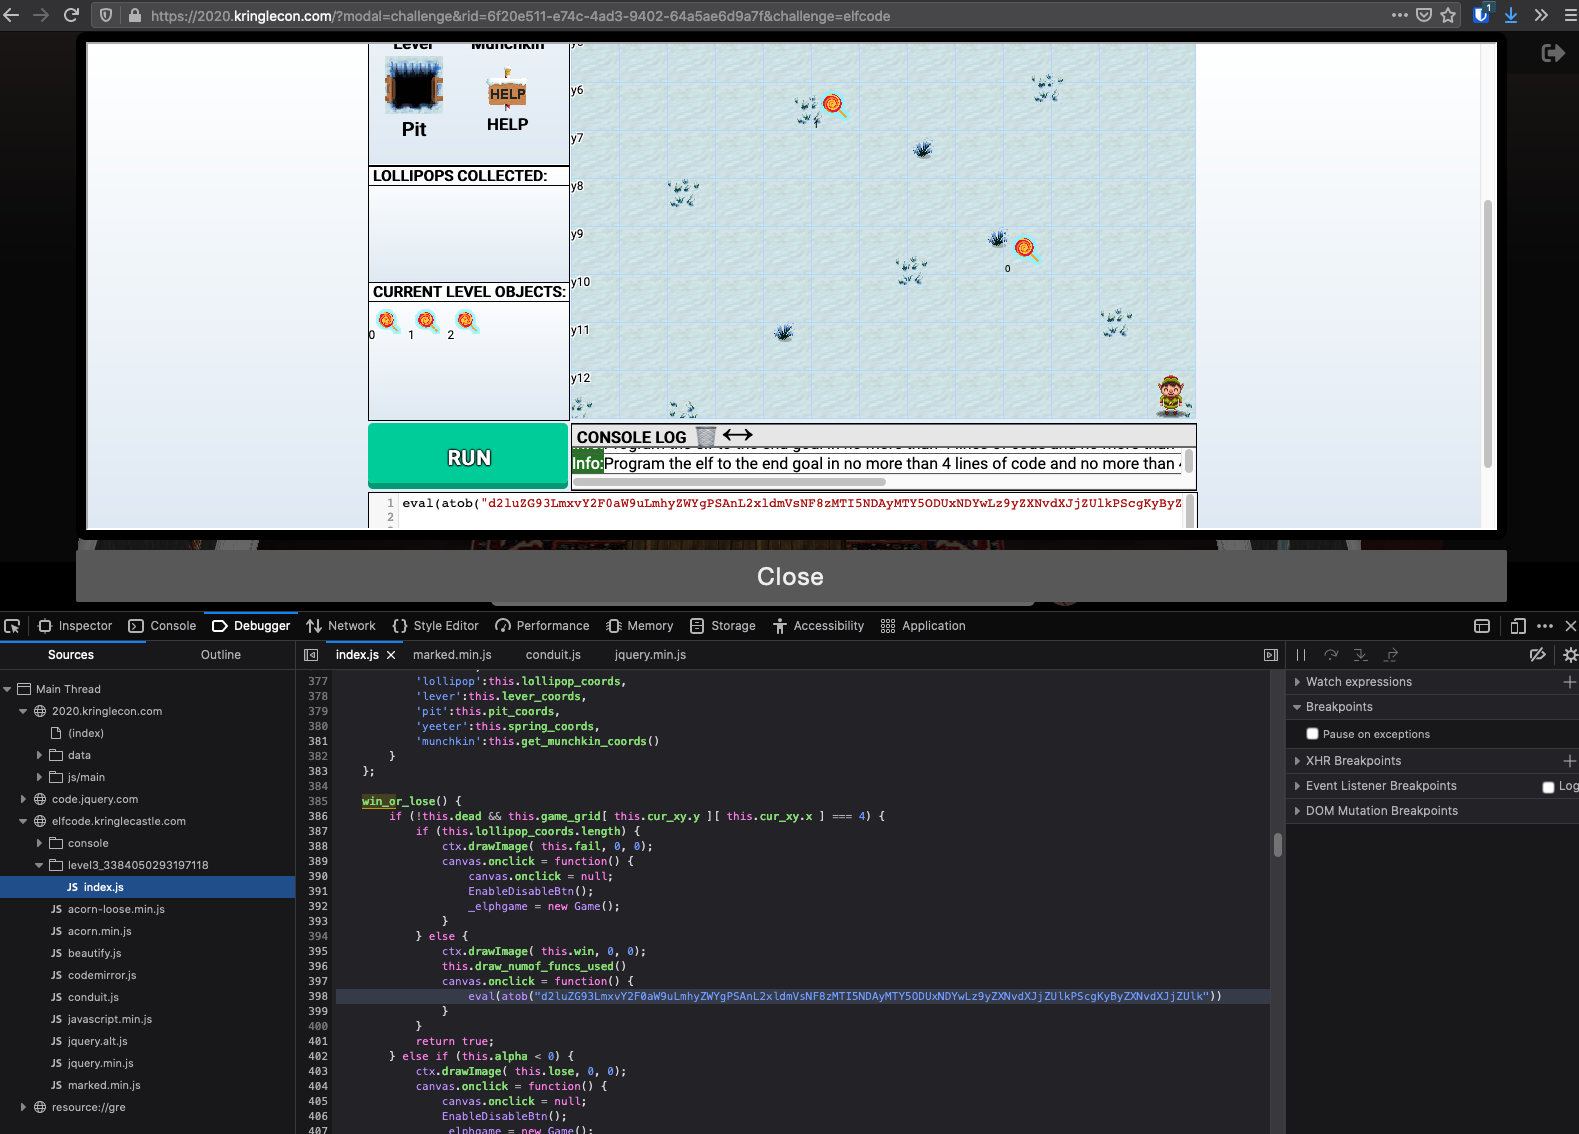 https://2020.kringlecon.com/?modal=challenge&rid=6f20e511-e74c-4ad3-9402-64a5ae6d9a7f&challenge=elfcode
1
Lever Munchkin
Pit HELP
HELP
LOLLIPOPS COLLECTED:
CURRENT LEVEL OBJECTS:
0 1 2
y6
1
y7
y8
y9
0
y10
y11
y12
RUN
CONSOLE LOG
Info:Program the elf to the end goal in no more than 4 lines of code and no more than
1 eval(atob("d2luZG93LmxvY2F0aW9uLmhyZWYgPSAnL2xldmVsNF8zMTI5NDAyMTY5ODUxNDYwLz9yZXNvdXJjZUlkPScgKyByZ
2
Close
Inspector Console Debugger Network Style Editor Performance Memory Storage Accessibility Application
Sources Outline
Main Thread
2020.kringlecon.com
(index)
data
js/main
code.jquery.com
elfcode.kringlecastle.com
console
level3_3384050293197118
JS index.js
JS acorn-loose.min.js
JS acorn.min.js
JS beautify.js
JS codemirror.js
JS conduit.js
JS javascript.min.js
JS jquery.alt.js
JS jquery.min.js
JS marked.min.js
resource://gre
index.js marked.min.js conduit.js jquery.min.js
377 'lollipop':this.lollipop_coords,
378 'lever':this.lever_coords,
379 'pit':this.pit_coords,
380 'yeeter':this.spring_coords,
381 'munchkin':this.get_munchkin_coords()
382 }
383 };
384
385 win_or_lose() {
386 if (!this.dead && this.game_grid[ this.cur_xy.y ][ this.cur_xy.x ] === 4) {
387 if (this.lollipop_coords.length) {
388 ctx.drawImage( this.fail, 0, 0);
389 canvas.onclick = function() {
390 canvas.onclick = null;
391 EnableDisableBtn();
392 _elphgame = new Game();
393 }
394 } else {
395 ctx.drawImage( this.win, 0, 0);
396 this.draw_numof_funcs_used()
397 canvas.onclick = function() {
398 eval(atob("d2luZG93LmxvY2F0aW9uLmhyZWYgPSAnL2xldmVsNF8zMTI5NDAyMTY5ODUxNDYwLz9yZXNvdXJjZUlkPScgKyByZXNvdXJjZUlk"))
399 }
400 }
401 return true;
402 } else if (this.alpha < 0) {
403 ctx.drawImage( this.lose, 0, 0);
404 canvas.onclick = function() {
405 canvas.onclick = null;
406 EnableDisableBtn();
407 _elphgame = new Game();
Watch expressions
Breakpoints
Pause on exceptions
XHR Breakpoints
Event Listener Breakpoints Log
DOM Mutation Breakpoints